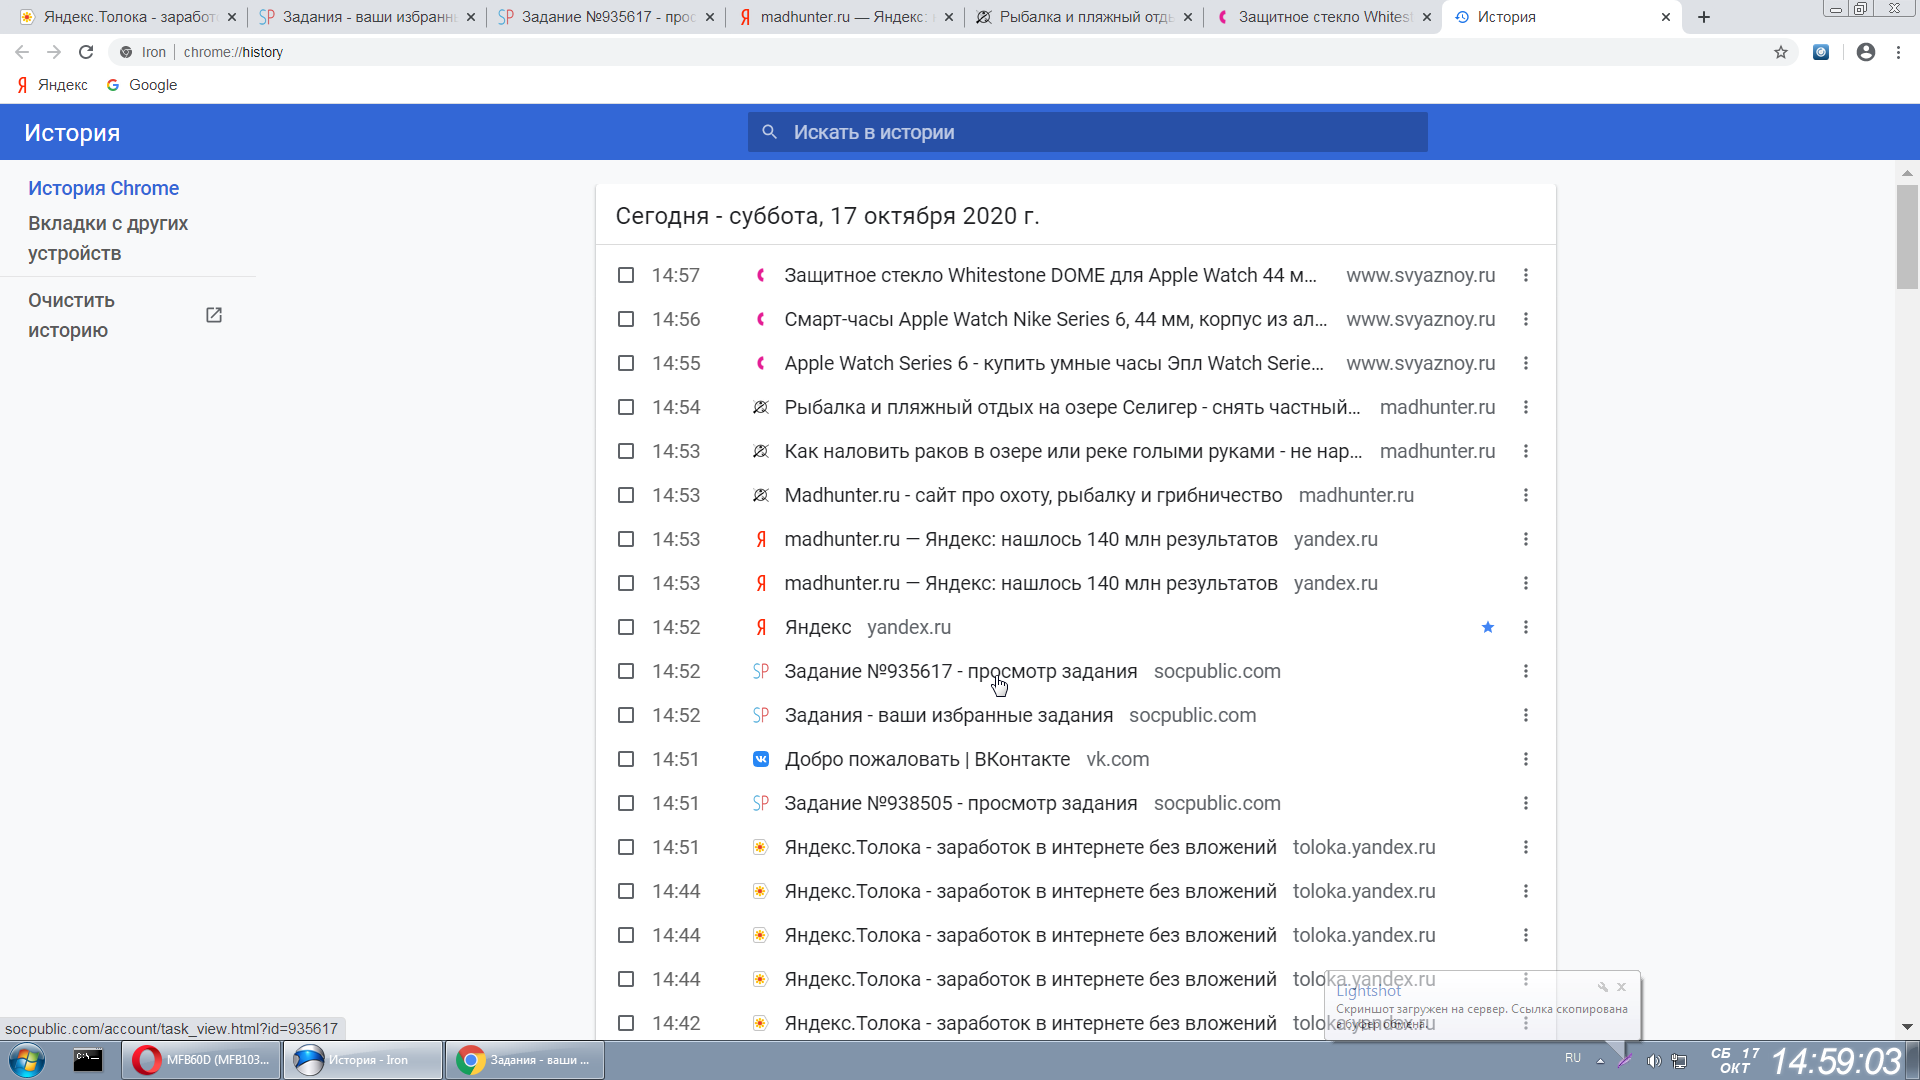 Яндекс.Толока - заработ
Задания - ваши избранн
Задание №935617 - прос
madhunter.ru — Яндекс:
Рыбалка и пляжный отд
Защитное стекло Whites
История
Iron
chrome://history
Яндекс
Google
История
Искать в истории
История Chrome
Вкладки с других
устройств
Очистить
историю
Сегодня - суббота, 17 октября 2020 г.
14:57 Защитное стекло Whitestone DOME для Apple Watch 44 м... www.svyaznoy.ru
14:56 Смарт-часы Apple Watch Nike Series 6, 44 мм, корпус из ал... www.svyaznoy.ru
14:55 Apple Watch Series 6 - купить умные часы Эпл Watch Serie... www.svyaznoy.ru
14:54 Рыбалка и пляжный отдых на озере Селигер - снять частный... madhunter.ru
14:53 Как наловить раков в озере или реке голыми руками - не нар... madhunter.ru
14:53 Madhunter.ru - сайт про охоту, рыбалку и грибничество madhunter.ru
14:53 madhunter.ru — Яндекс: нашлось 140 млн результатов yandex.ru
14:53 madhunter.ru — Яндекс: нашлось 140 млн результатов yandex.ru
14:52 Яндекс yandex.ru
14:52 Задание №935617 - просмотр задания socpublic.com
14:52 Задания - ваши избранные задания socpublic.com
14:51 Добро пожаловать | ВКонтакте vk.com
14:51 Задание №938505 - просмотр задания socpublic.com
14:51 Яндекс.Толока - заработок в интернете без вложений toloka.yandex.ru
14:44 Яндекс.Толока - заработок в интернете без вложений toloka.yandex.ru
14:44 Яндекс.Толока - заработок в интернете без вложений toloka.yandex.ru
14:44 Яндекс.Толока - заработок в интернете без вложений toloka.yandex.ru
14:42 Яндекс.Толока - заработок в интернете без вложений toloka.yandex.ru
Lightshot
Скриншот загружен на сервер. Ссылка скопирована
в буфер обмена.
socpublic.com/account/task_view.html?id=935617
C:\_
MFB60D (MFB103...
История - Iron
Задания - ваши ...
RU
СБ 17
ОКТ
14:59:03